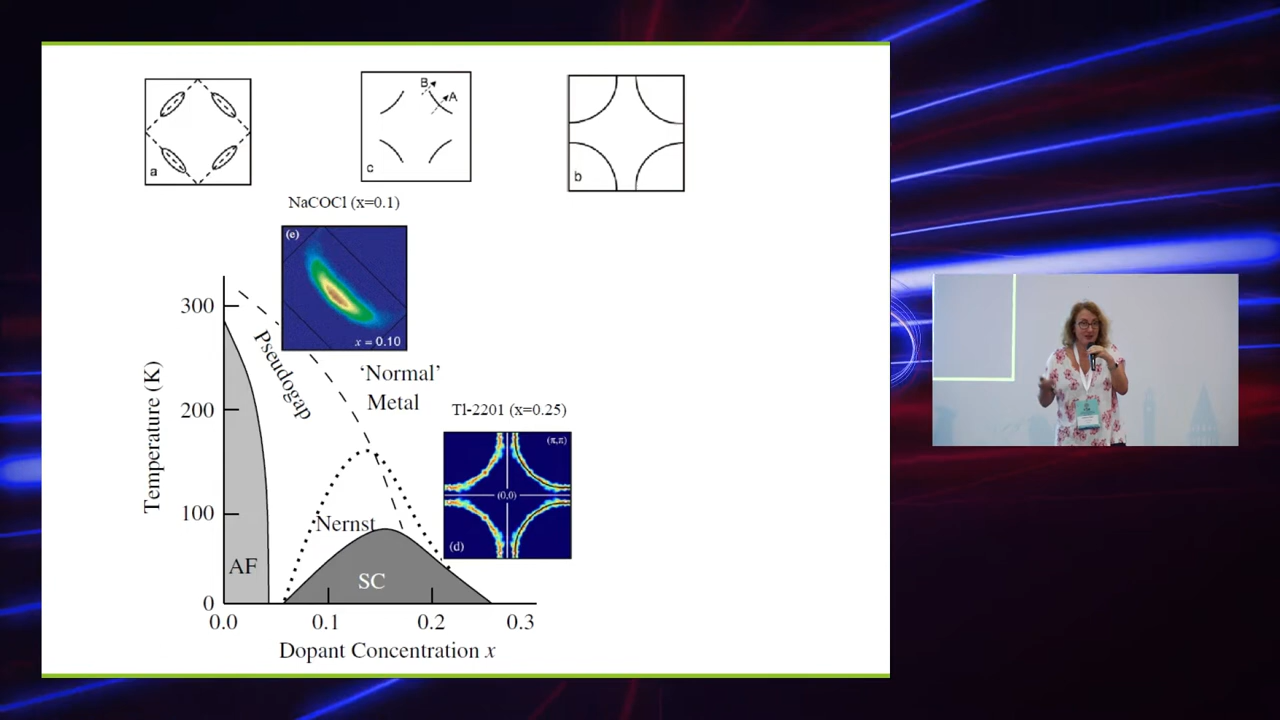 B
A
a
c
b
NaCOCl (x=0.1)
(e)
x = 0.10
300
200
100
0
Temperature (K)
Pseudogap
‘Normal’
Metal
Tl-2201 (x=0.25)
(π,π)
(0,0)
(d)
Nernst
AF
SC
0.0
0.1
0.2
0.3
Dopant Concentration x